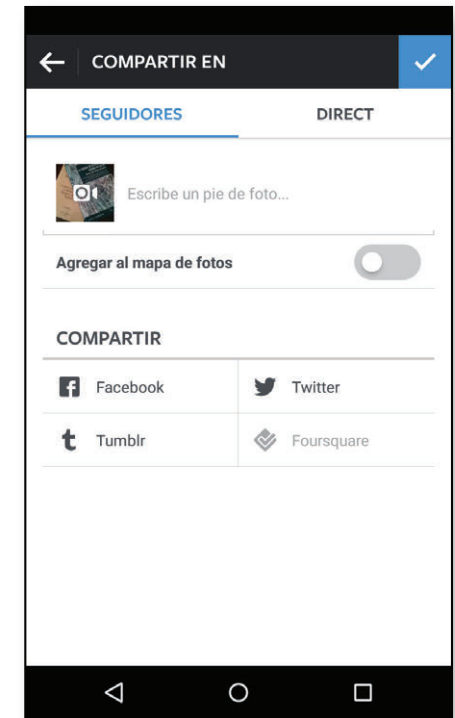 COMPARTIR EN
SEGUIDORES DIRECT
Escribe un pie de foto...
Agregar al mapa de fotos
COMPARTIR
Facebook Twitter
Tumblr Foursquare